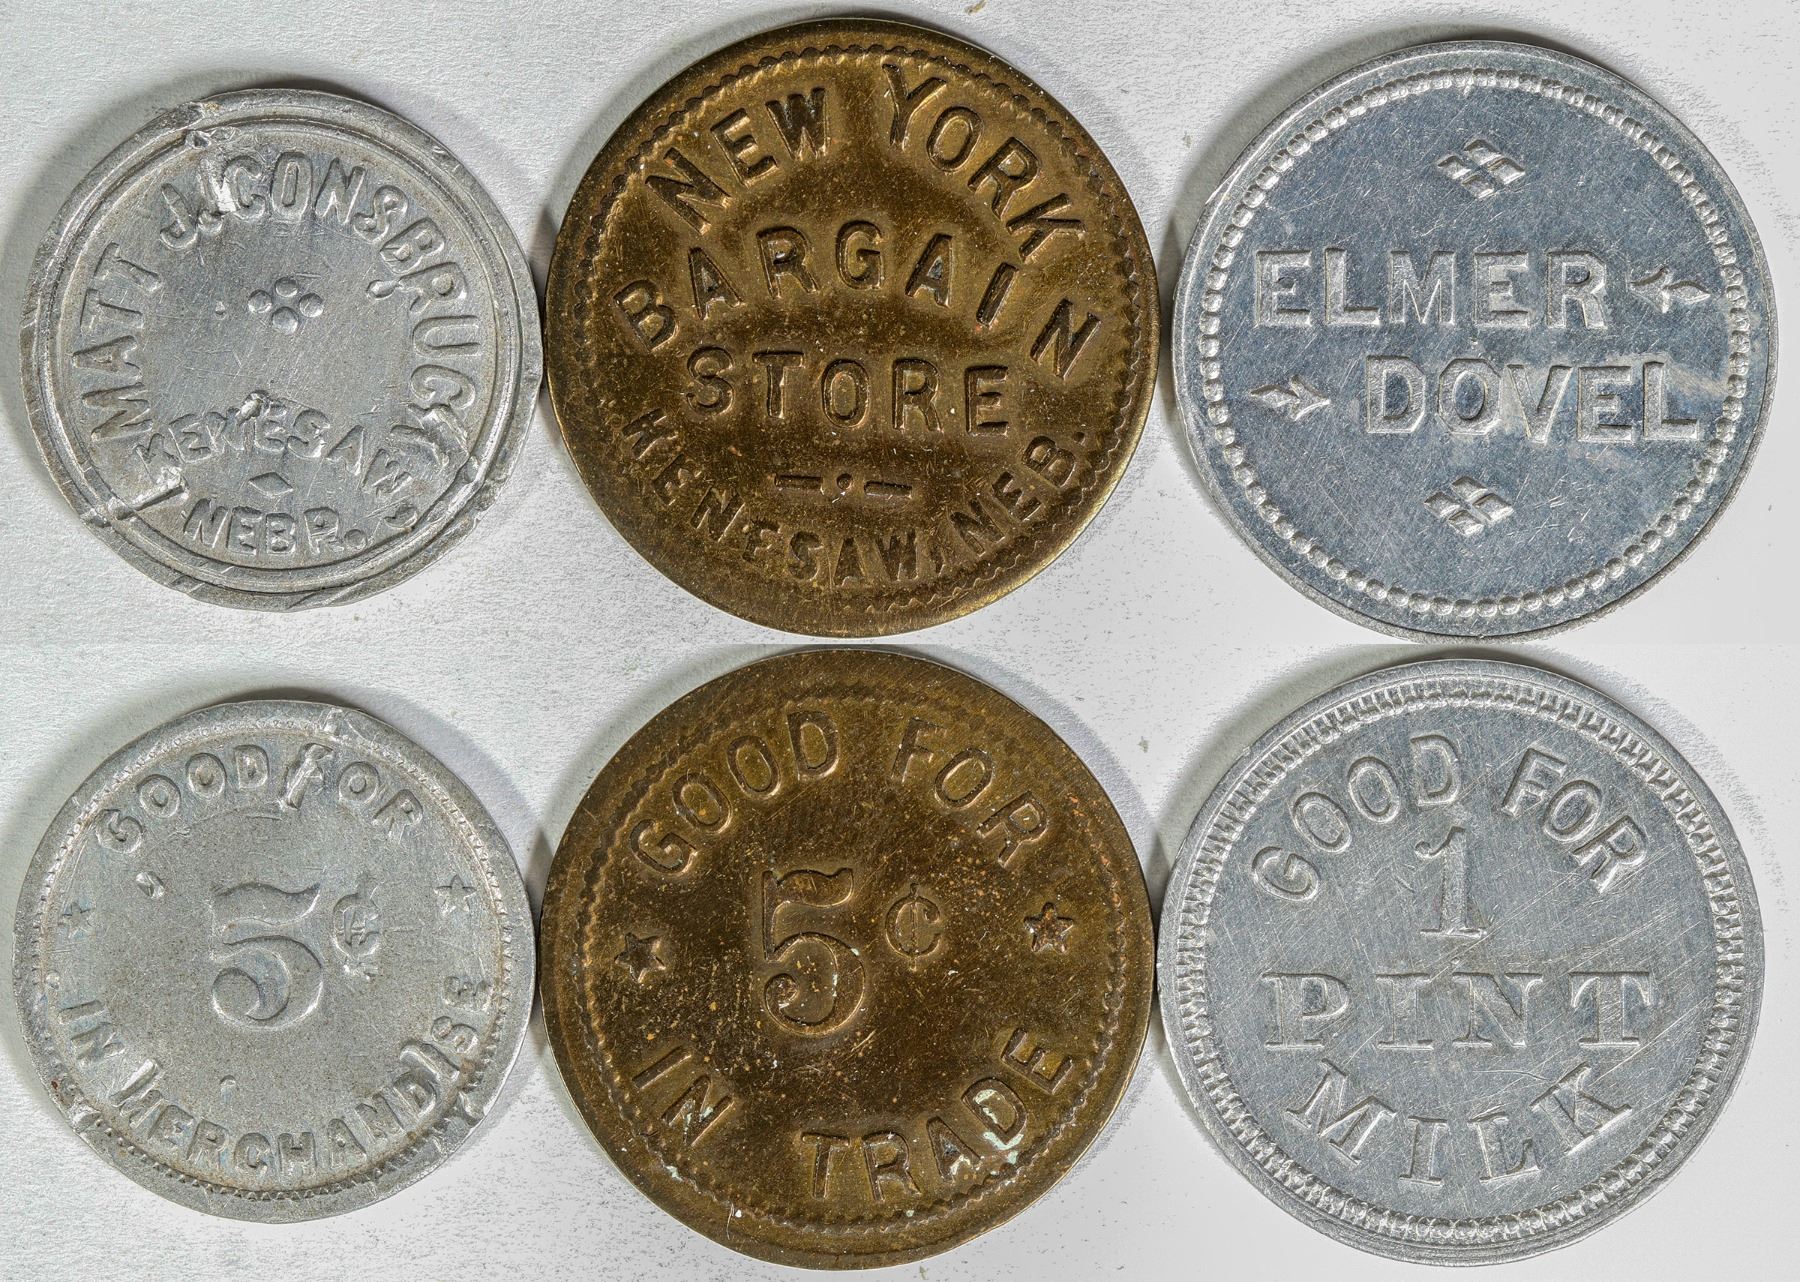 MATT J. CONSBRUCK
KENESAW,
NEBR.
NEW YORK
BARGAIN
STORE
KENESAW, NEB.
ELMER
DOVEL
GOOD FOR
5¢
IN MERCHANDISE
GOOD FOR
5¢
IN TRADE
GOOD FOR
1
PINT
MILK